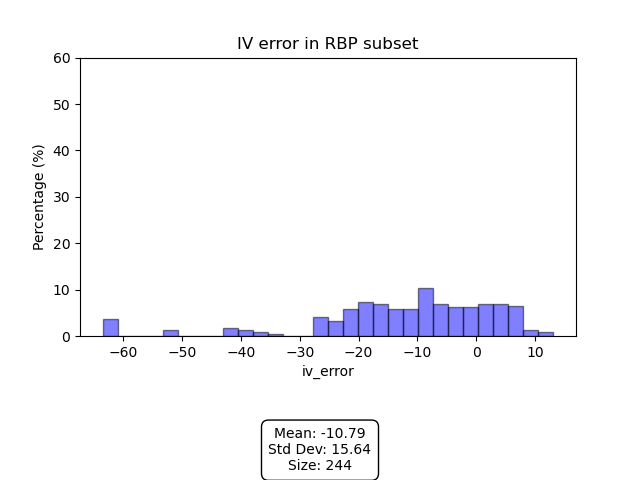 IV error in RBP subset
60
50
40
30
20
10
0
Percentage (%)
−60 −50 −40 −30 −20 −10 0 10
iv_error
Mean: -10.79
Std Dev: 15.64
Size: 244